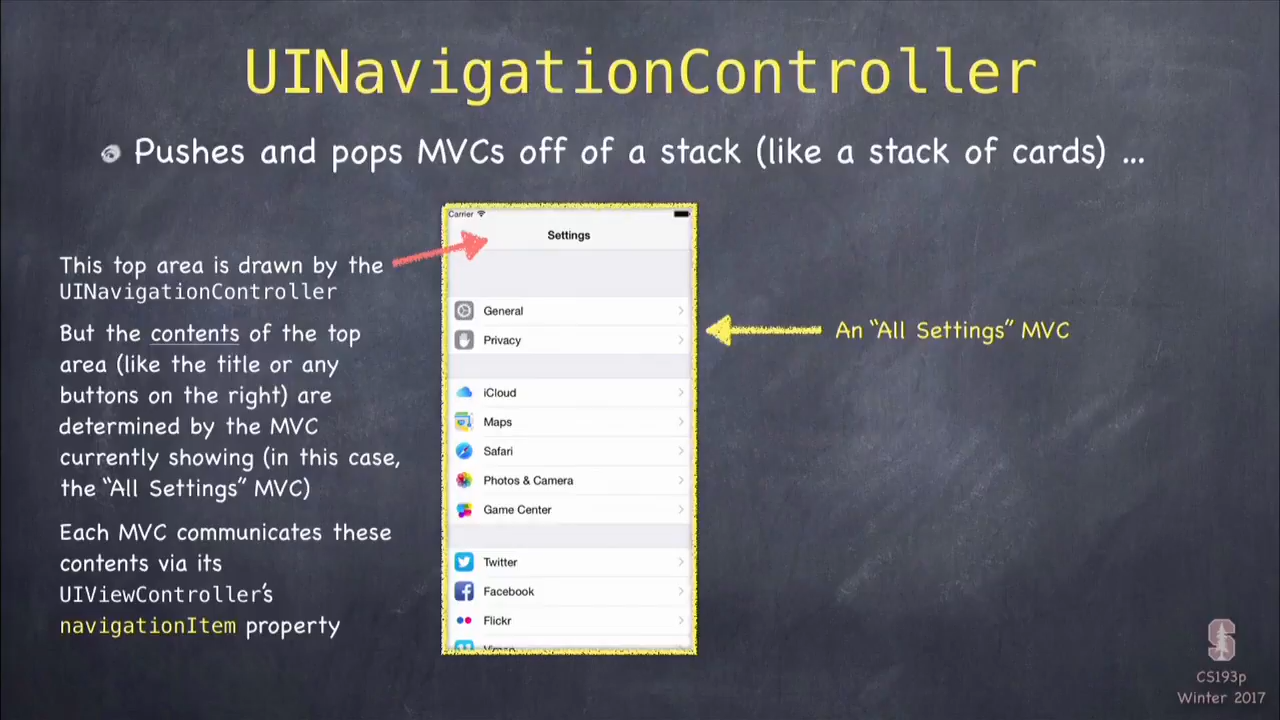 UINavigationController
Pushes and pops MVCs off of a stack (like a stack of cards) ...
This top area is drawn by the
UINavigationController
But the contents of the top
area (like the title or any
buttons on the right) are
determined by the MVC
currently showing (in this case,
the “All Settings” MVC)
Each MVC communicates these
contents via its
UIViewController’s
navigationItem property
Carrier
Settings
General
Privacy
iCloud
Maps
Safari
Photos & Camera
Game Center
Twitter
Facebook
Flickr
An “All Settings” MVC
CS193p
Winter 2017